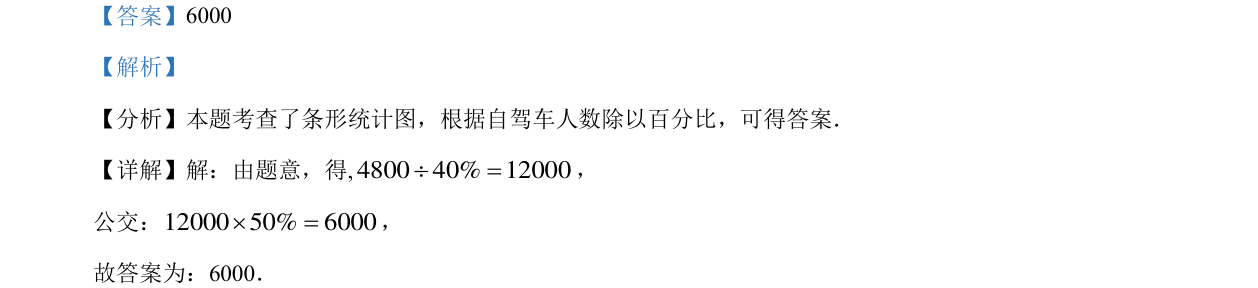 【答案】6000
【解析】
【分析】本题考查了条形统计图，根据自驾车人数除以百分比，可得答案．
【详解】解：由题意，得,4800÷40%＝12000，
公交：12000×50%＝6000，
故答案为：6000．